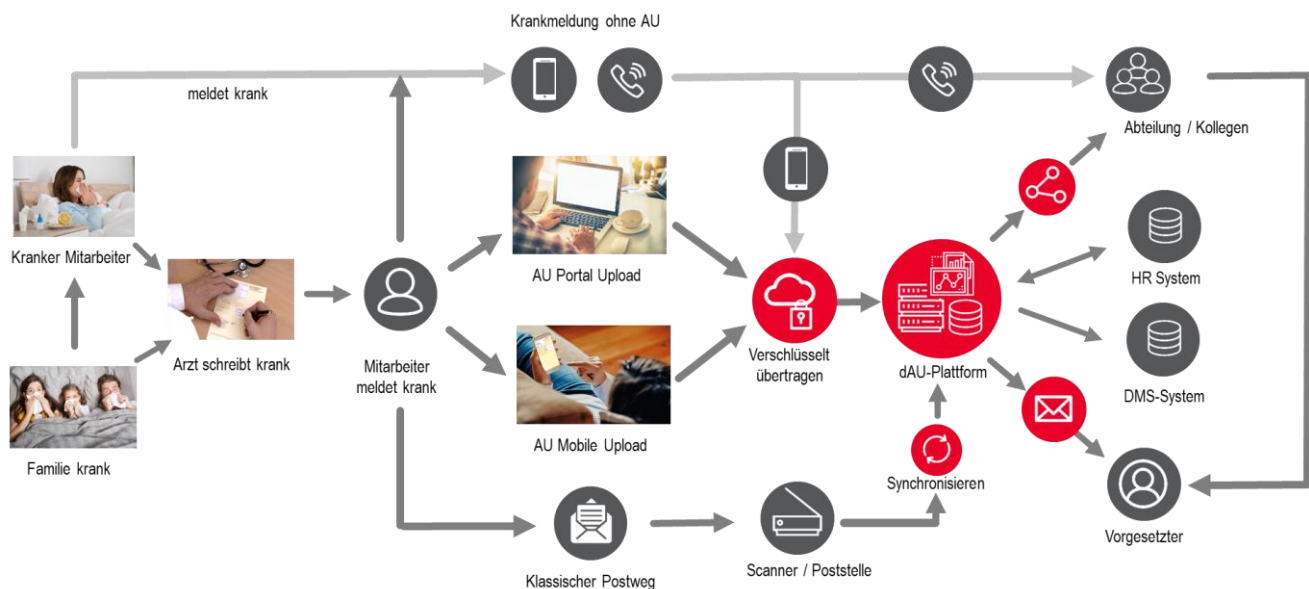 Krankmeldung ohne AU
meldet krank
Abteilung / Kollegen
Kranker Mitarbeiter
AU Portal Upload
HR System
Arzt schreibt krank
Mitarbeiter
meldet krank
Verschlüsselt
übertragen
dAU-Plattform
DMS-System
Familie krank
AU Mobile Upload
Synchronisieren
Vorgesetzter
Klassischer Postweg
Scanner / Poststelle